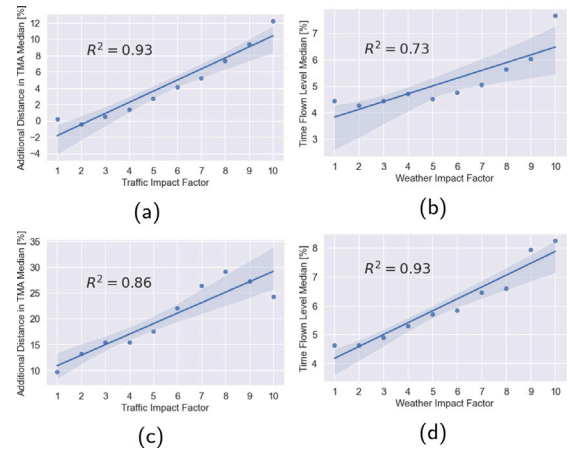 Additional Distance in TMA Median [%]
12
10
8
6
4
2
0
−2
−4
R² = 0.93
1 2 3 4 5 6 7 8 9 10
Traffic Impact Factor
(a)
Time Flown Level Median [%]
7
6
5
4
3
R² = 0.73
1 2 3 4 5 6 7 8 9 10
Weather Impact Factor
(b)
Additional Distance in TMA Median [%]
35
30
25
20
15
10
R² = 0.86
1 2 3 4 5 6 7 8 9 10
Traffic Impact Factor
(c)
Time Flown Level Median [%]
8
7
6
5
4
R² = 0.93
1 2 3 4 5 6 7 8 9 10
Weather Impact Factor
(d)